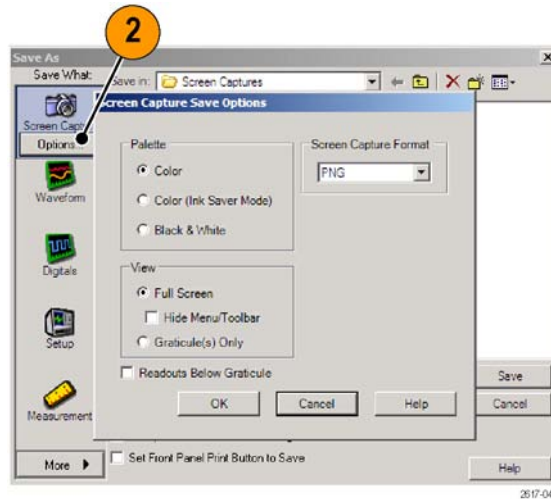 2
Save As
Save What:
Save in: Screen Captures
Screen Capt
Options...
Waveform
Digitals
Setup
Measurement
More
Screen Capture Save Options
Palette
Color
Color (Ink Saver Mode)
Black & White
Screen Capture Format
PNG
View
Full Screen
Hide Menu/Toolbar
Graticule(s) Only
Readouts Below Graticule
OK Cancel Help
Save
Cancel
Set Front Panel Print Button to Save
Help